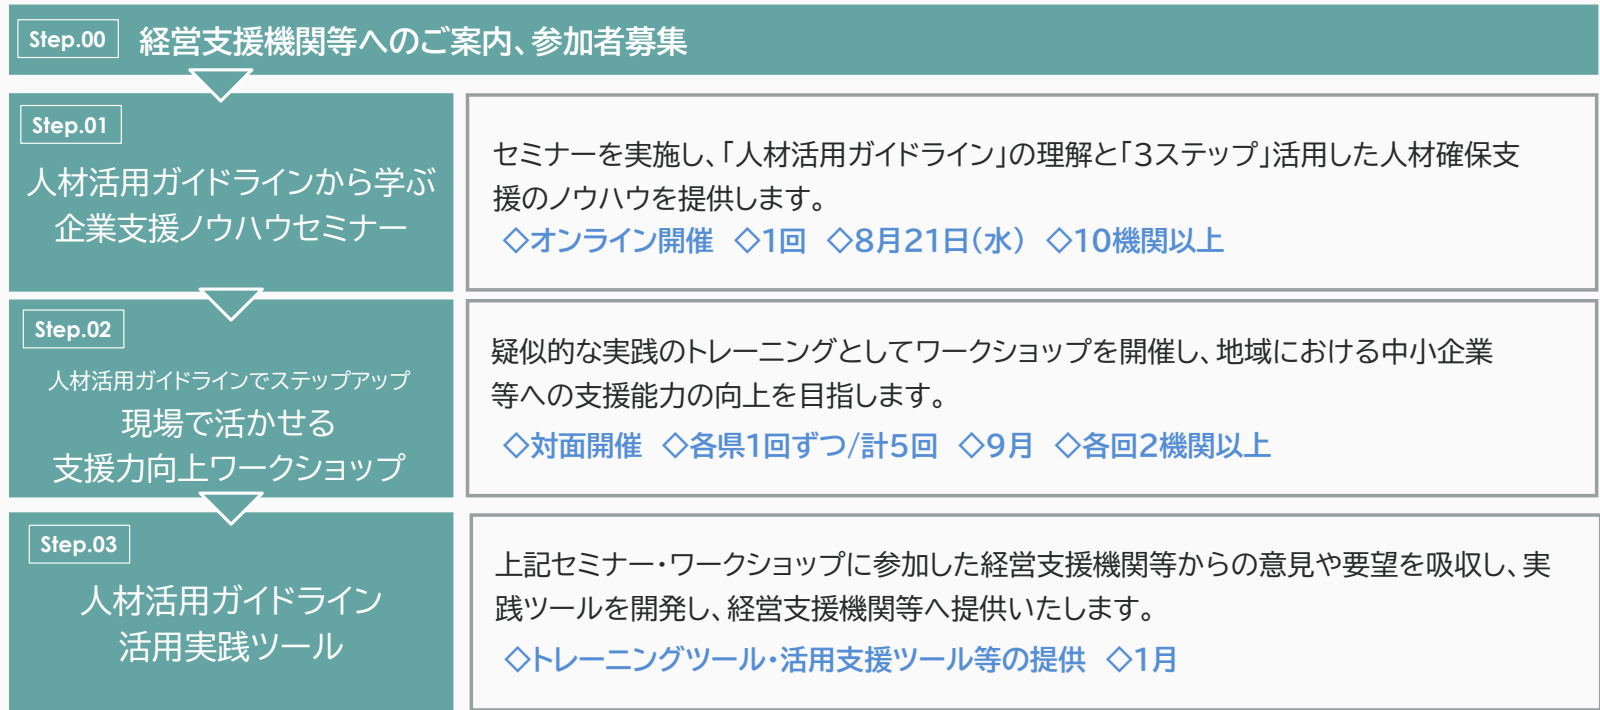 Step.00 経営支援機関等へのご案内、参加者募集
Step.01
人材活用ガイドラインから学ぶ
企業支援ノウハウセミナー
セミナーを実施し、「人材活用ガイドライン」の理解と「3ステップ」活用した人材確保支
援のノウハウを提供します。
◇オンライン開催 ◇1回 ◇8月21日(水) ◇10機関以上
Step.02
人材活用ガイドラインでステップアップ
現場で活かせる
支援力向上ワークショップ
疑似的な実践のトレーニングとしてワークショップを開催し、地域における中小企業
等への支援能力の向上を目指します。
◇対面開催 ◇各県1回ずつ/計5回 ◇9月 ◇各回2機関以上
Step.03
人材活用ガイドライン
活用実践ツール
上記セミナー・ワークショップに参加した経営支援機関等からの意見や要望を吸収し、実
践ツールを開発し、経営支援機関等へ提供いたします。
◇トレーニングツール・活用支援ツール等の提供 ◇1月